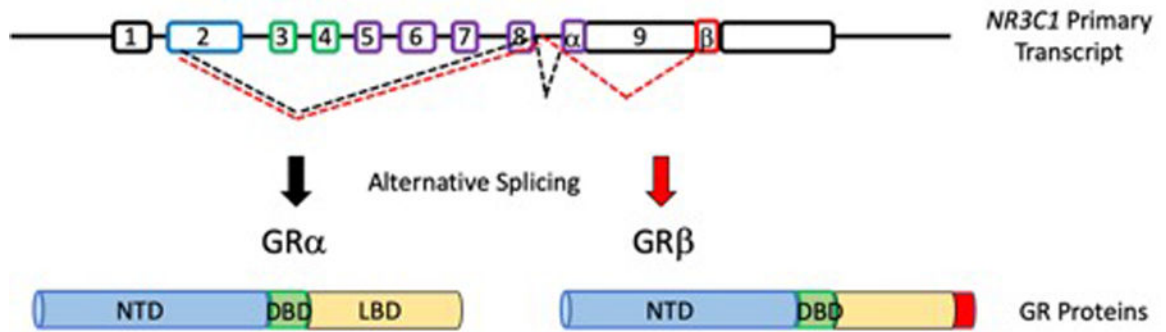 1 2 3 4 5 6 7 8 α 9 β
NR3C1 Primary
Transcript
Alternative Splicing
GRα GRβ
NTD DBD LBD NTD DBD GR Proteins